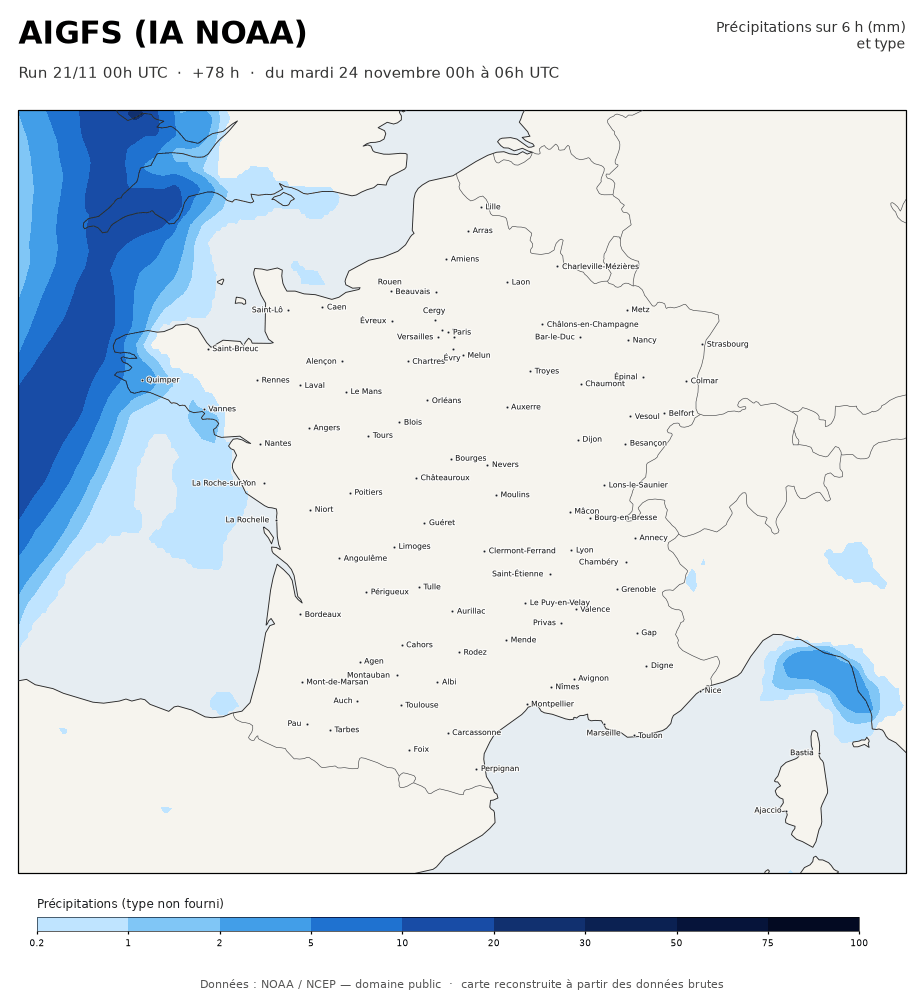 AIGFS (IA NOAA)
Précipitations sur 6 h (mm)
et type
Run 21/11 00h UTC · +78 h · du mardi 24 novembre 00h à 06h UTC
Lille
Arras
Amiens
Charleville-Mézières
Rouen
Laon
Beauvais
Saint-Lô
Caen
Cergy
Metz
Évreux
Châlons-en-Champagne
Versailles
Paris
Bar-le-Duc
Nancy
Strasbourg
Saint-Brieuc
Alençon
Chartres
Évry
Melun
Quimper
Rennes
Laval
Le Mans
Troyes
Épinal
Chaumont
Colmar
Vannes
Orléans
Auxerre
Vesoul
Belfort
Angers
Blois
Tours
Nantes
Dijon
Besançon
Bourges
Nevers
La Roche-sur-Yon
Châteauroux
Lons-le-Saunier
Poitiers
Moulins
Niort
Mâcon
Bourg-en-Bresse
La Rochelle
Guéret
Annecy
Limoges
Clermont-Ferrand
Lyon
Angoulême
Chambéry
Saint-Étienne
Périgueux
Tulle
Grenoble
Le Puy-en-Velay
Valence
Bordeaux
Aurillac
Privas
Gap
Cahors
Mende
Rodez
Agen
Digne
Montauban
Mont-de-Marsan
Albi
Avignon
Nîmes
Nice
Auch
Toulouse
Montpellier
Pau
Tarbes
Carcassonne
Marseille
Toulon
Foix
Bastia
Perpignan
Ajaccio
Précipitations (type non fourni)
0.2 1 2 5 10 20 30 50 75 100
Données : NOAA / NCEP — domaine public · carte reconstruite à partir des données brutes